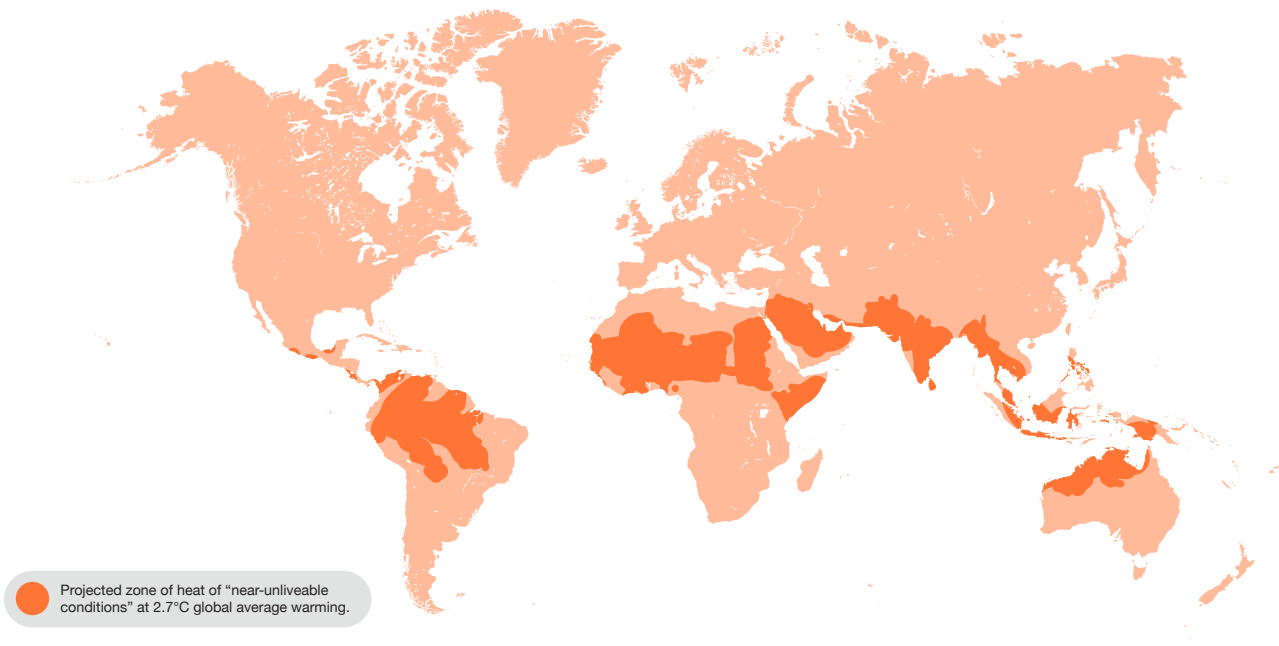 Projected zone of heat of “near-unliveable
conditions” at 2.7°C global average warming.